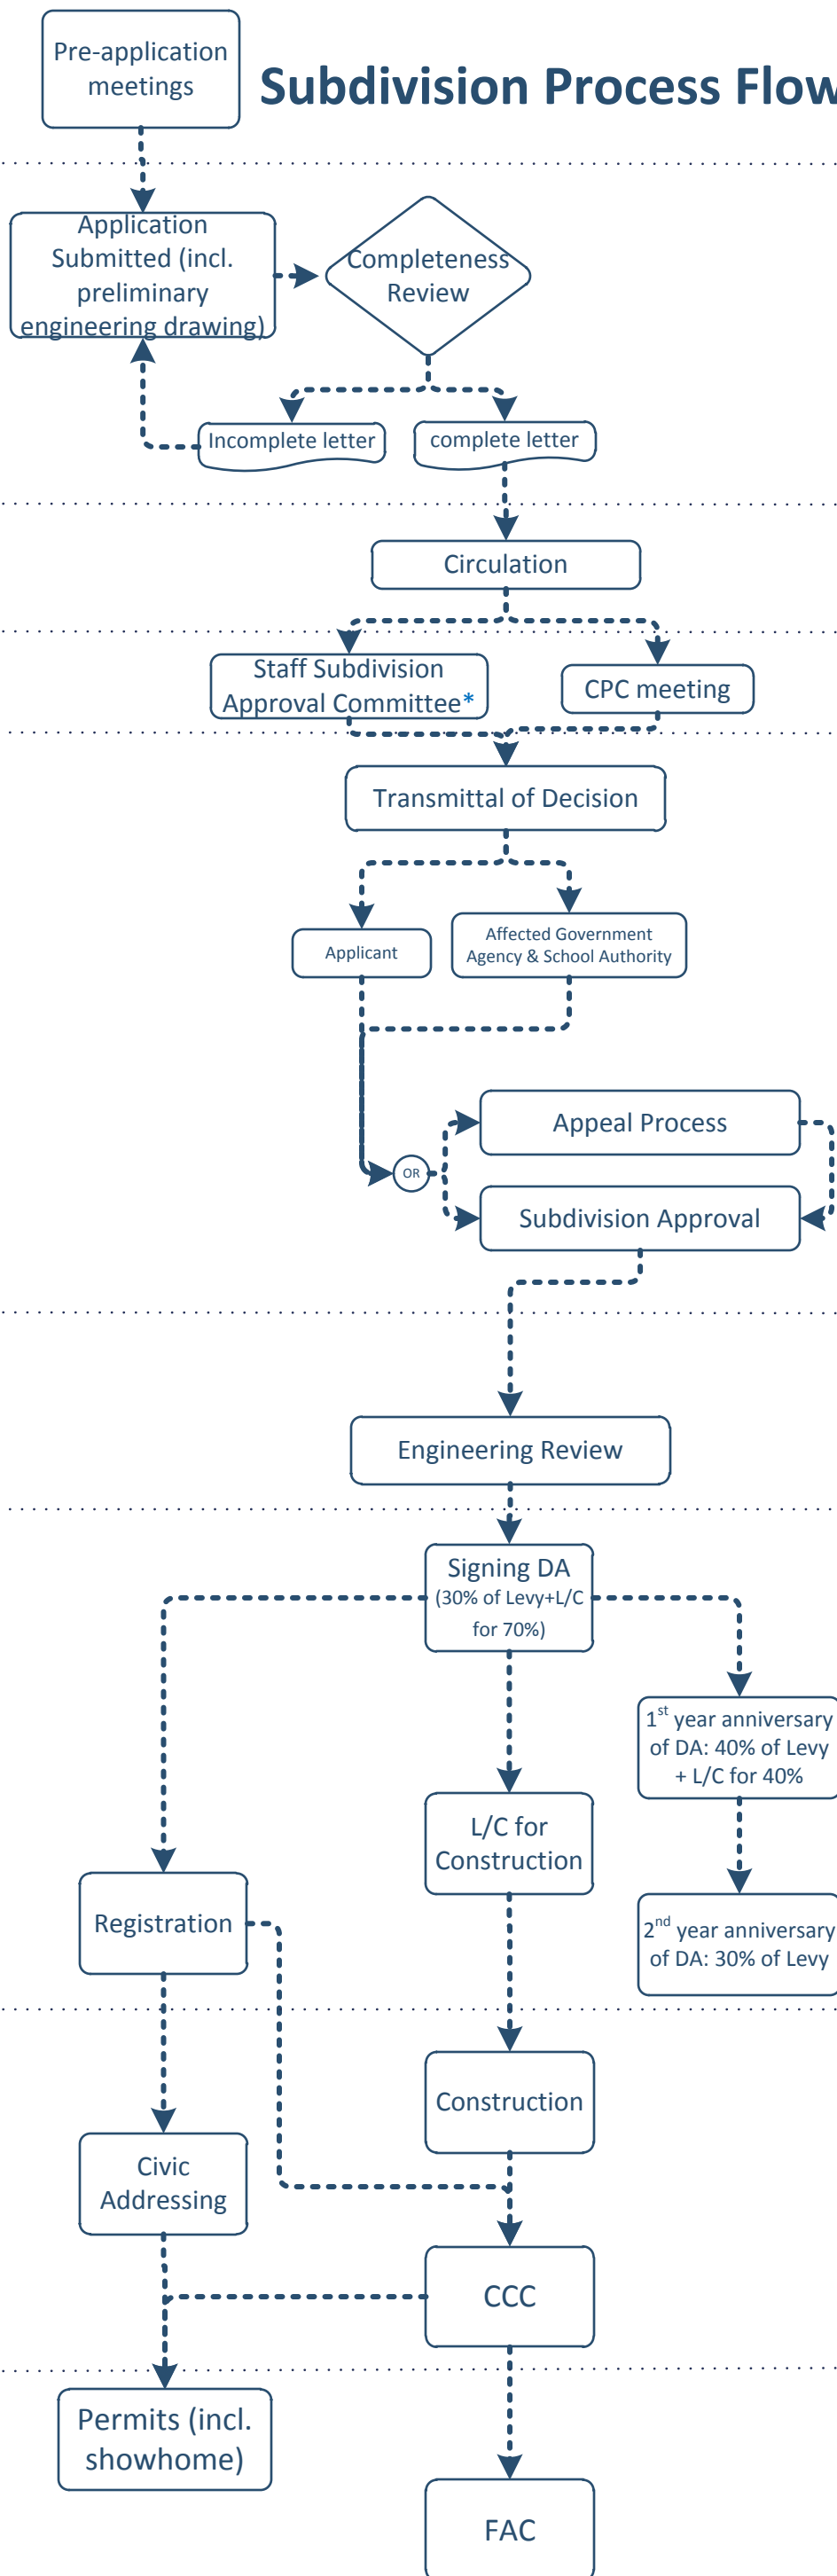 Pre-application
meetings
Subdivision Process Flow
Application
Submitted (incl.
preliminary
engineering drawing)
Completeness
Review
Incomplete letter
complete letter
Circulation
Staff Subdivision
Approval Committee*
CPC meeting
Transmittal of Decision
Applicant
Affected Government
Agency & School Authority
Appeal Process
OR
Subdivision Approval
Engineering Review
Signing DA
(30% of Levy+L/C
for 70%)
1st year anniversary
of DA: 40% of Levy
+ L/C for 40%
L/C for
Construction
Registration
2nd year anniversary
of DA: 30% of Levy
Construction
Civic
Addressing
CCC
Permits (incl.
showhome)
FAC